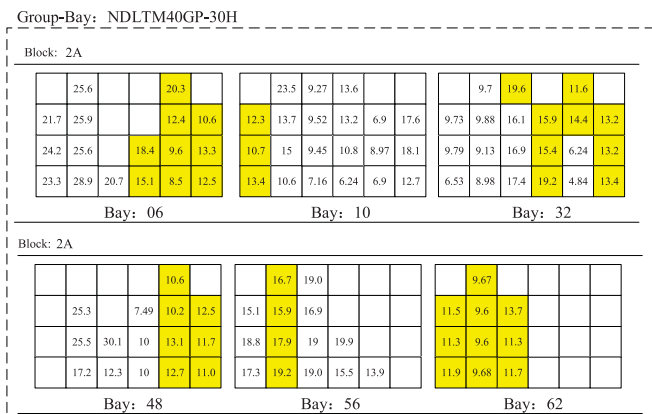 Group-Bay: NDLTM40GP-30H
Block: 2A
25.6 20.3 23.5 9.27 13.6 9.7 19.6 11.6
21.7 25.9 12.4 10.6 12.3 13.7 9.52 13.2 6.9 17.6 9.73 9.88 16.1 15.9 14.4 13.2
24.2 25.6 18.4 9.6 13.3 10.7 15 9.45 10.8 8.97 18.1 9.79 9.13 16.9 15.4 6.24 13.2
23.3 28.9 20.7 15.1 8.5 12.5 13.4 10.6 7.16 6.24 6.9 12.7 6.53 8.98 17.4 19.2 4.84 13.4
Bay: 06 Bay: 10 Bay: 32
Block: 2A
10.6 16.7 19.0 9.67
25.3 7.49 10.2 12.5 15.1 15.9 16.9 11.5 9.6 13.7
25.5 30.1 10 13.1 11.7 18.8 17.9 19 19.9 11.3 9.6 11.3
17.2 12.3 10 12.7 11.0 17.3 19.2 19.0 15.5 13.9 11.9 9.68 11.7
Bay: 48 Bay: 56 Bay: 62